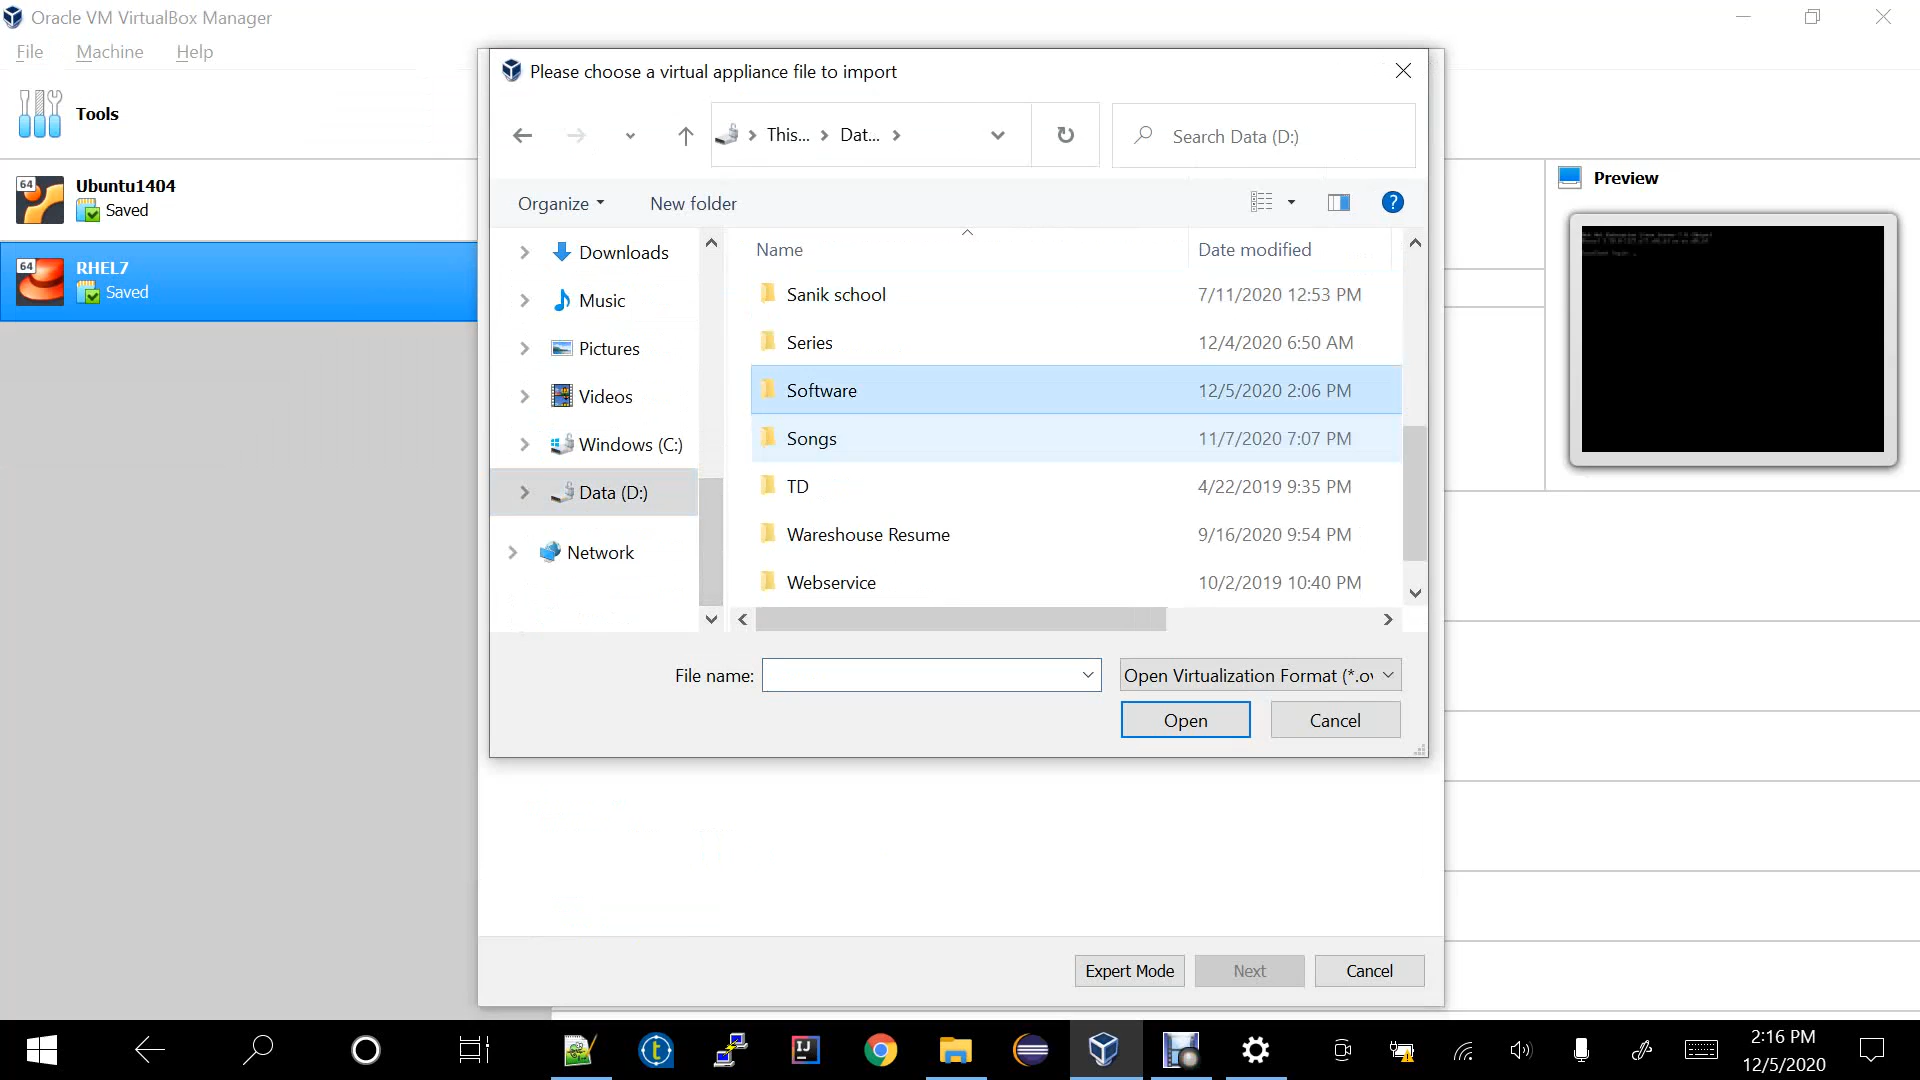 Oracle VM VirtualBox Manager
File Machine Help
Tools
64
Ubuntu1404
Saved
64
RHEL7
Saved
Please choose a virtual appliance file to import
This... Dat...
Search Data (D:)
Organize New folder
?
Downloads
Music
Pictures
Videos
Windows (C:)
Data (D:)
Network
Name Date modified
Sanik school 7/11/2020 12:53 PM
Series 12/4/2020 6:50 AM
Software 12/5/2020 2:06 PM
Songs 11/7/2020 7:07 PM
TD 4/22/2019 9:35 PM
Wareshouse Resume 9/16/2020 9:54 PM
Webservice 10/2/2019 10:40 PM
File name:
Open Virtualization Format (*.ov
Open Cancel
Expert Mode Next Cancel
Preview
t
IJ
2:16 PM
12/5/2020